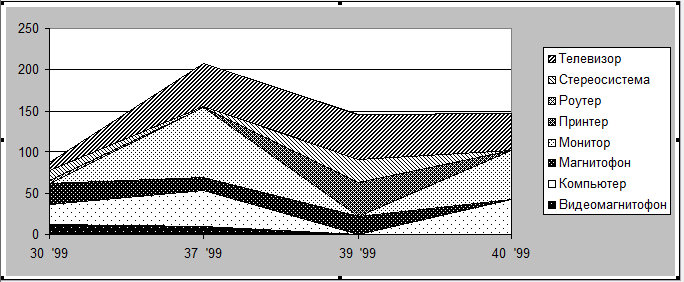 250
200
150
100
50
0
30 '99
37 '99
39 '99
40 '99
Телевизор
Стереосистема
Роутер
Принтер
Монитор
Магнитофон
Компьютер
Видеомагнитофон